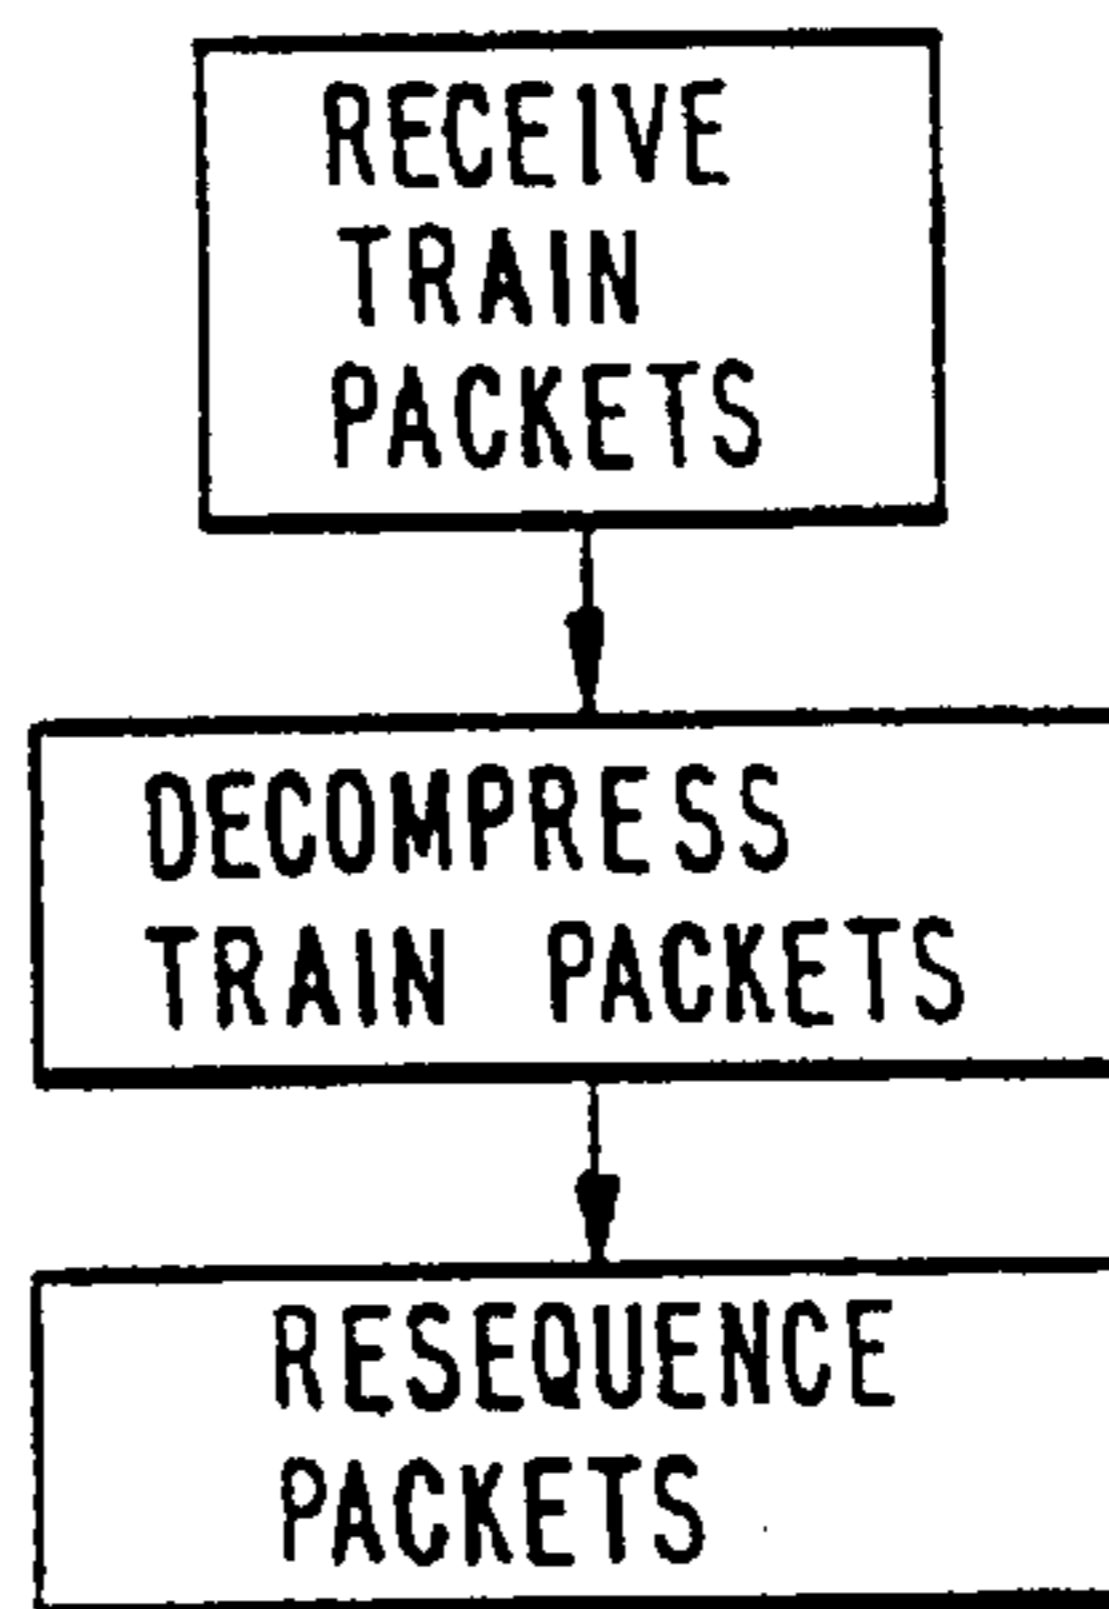 RECEIVE
TRAIN
PACKETS
DECOMPRESS
TRAIN PACKETS
RESEQUENCE
PACKETS